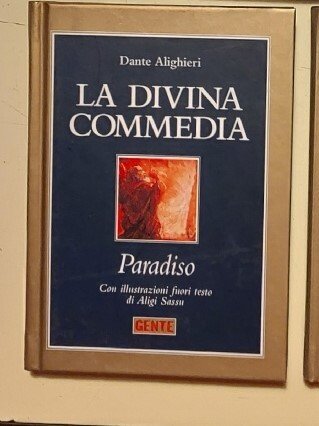 Dante Alighieri
LA DIVINA
COMMEDIA
Paradiso
Con illustrazioni fuori testo
di Aligi Sassu
GENTE